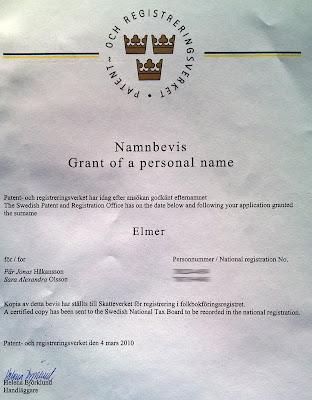 PATENT- OCH REGISTRERINGSVERKET
Namnbevis
Grant of a personal name
Patent- och registreringsverket har idag efter ansökan godkänt efternamnet
The Swedish Patent and Registration Office has on the date below and following your application granted
the surname
Elmer
för / for
Personnummer / National registration No.
Pär Jonas Håkansson
Sara Alexandra Olsson
Kopia av detta bevis har ställts till Skatteverket för registrering i folkbokföringsregistret.
A certified copy has been sent to the Swedish National Tax Board to be recorded in the national registration.
Patent- och registreringsverket den 4 mars 2010
Helena Björklund
Handläggare